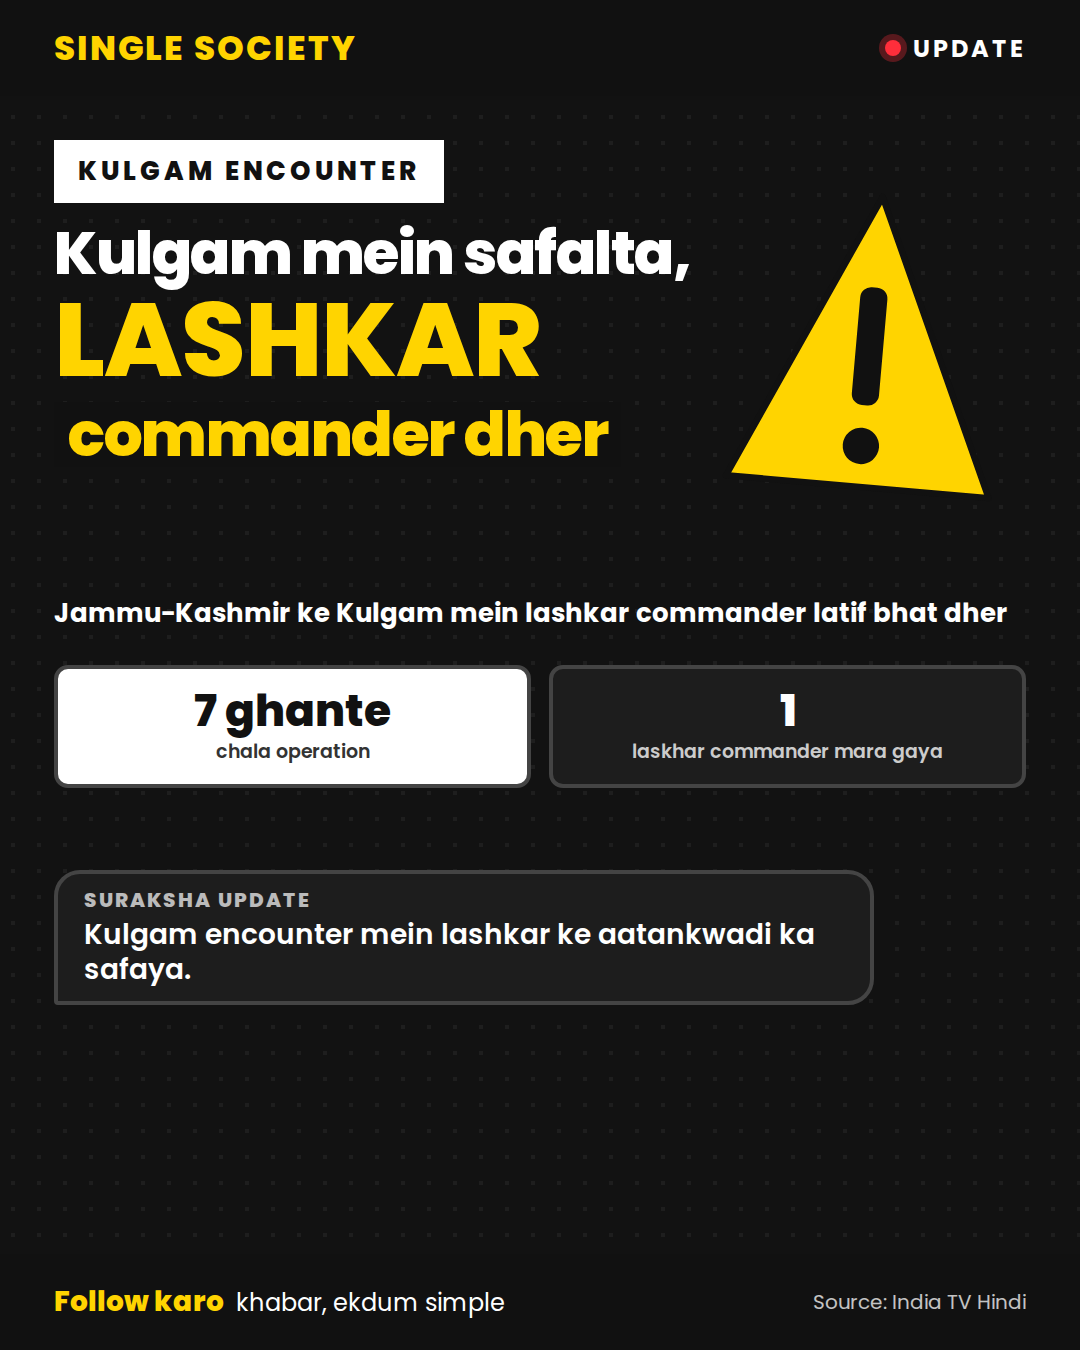 SINGLE SOCIETY
UPDATE
KULGAM ENCOUNTER
Kulgam mein safalta,
LASHKAR
commander dher
Jammu-Kashmir ke Kulgam mein lashkar commander latif bhat dher
7 ghante
chala operation
1
laskhar commander mara gaya
SURAKSHA UPDATE
Kulgam encounter mein lashkar ke aatankwadi ka
safaya.
Follow karo khabar, ekdum simple
Source: India TV Hindi